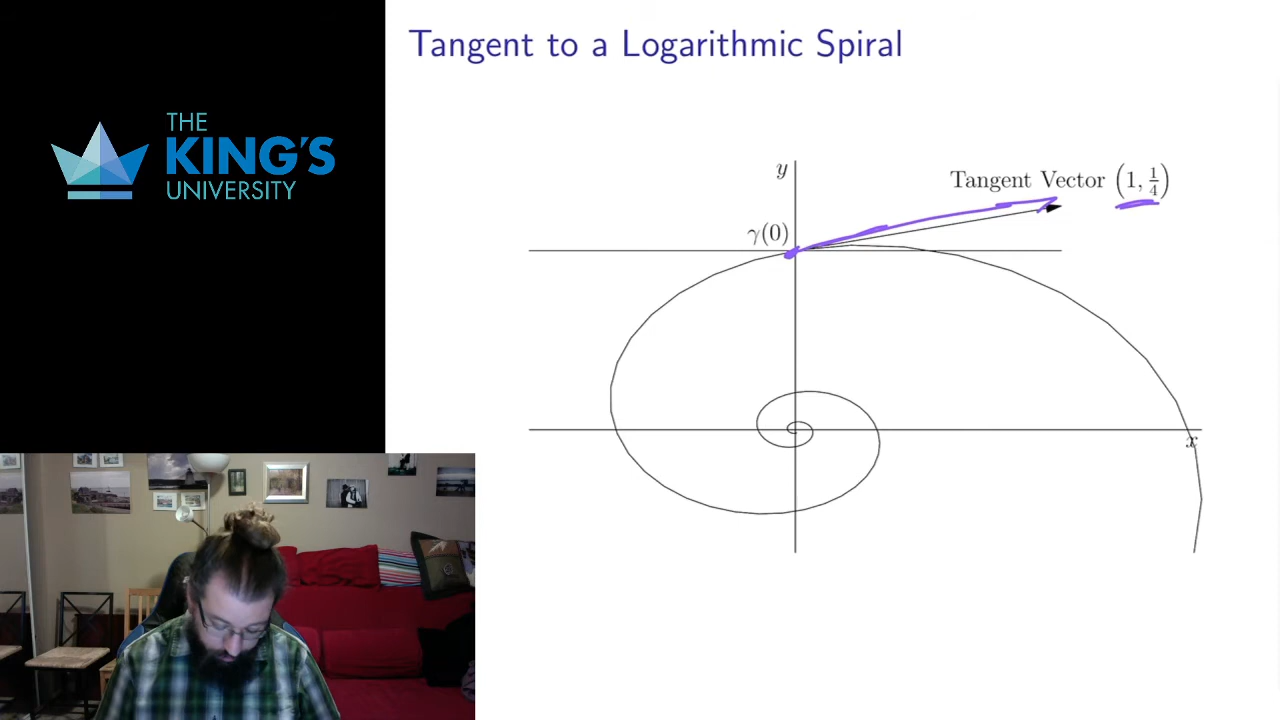 Tangent to a Logarithmic Spiral
THE
KING'S
UNIVERSITY
y
Tangent Vector (1, 1/4)
γ(0)
x